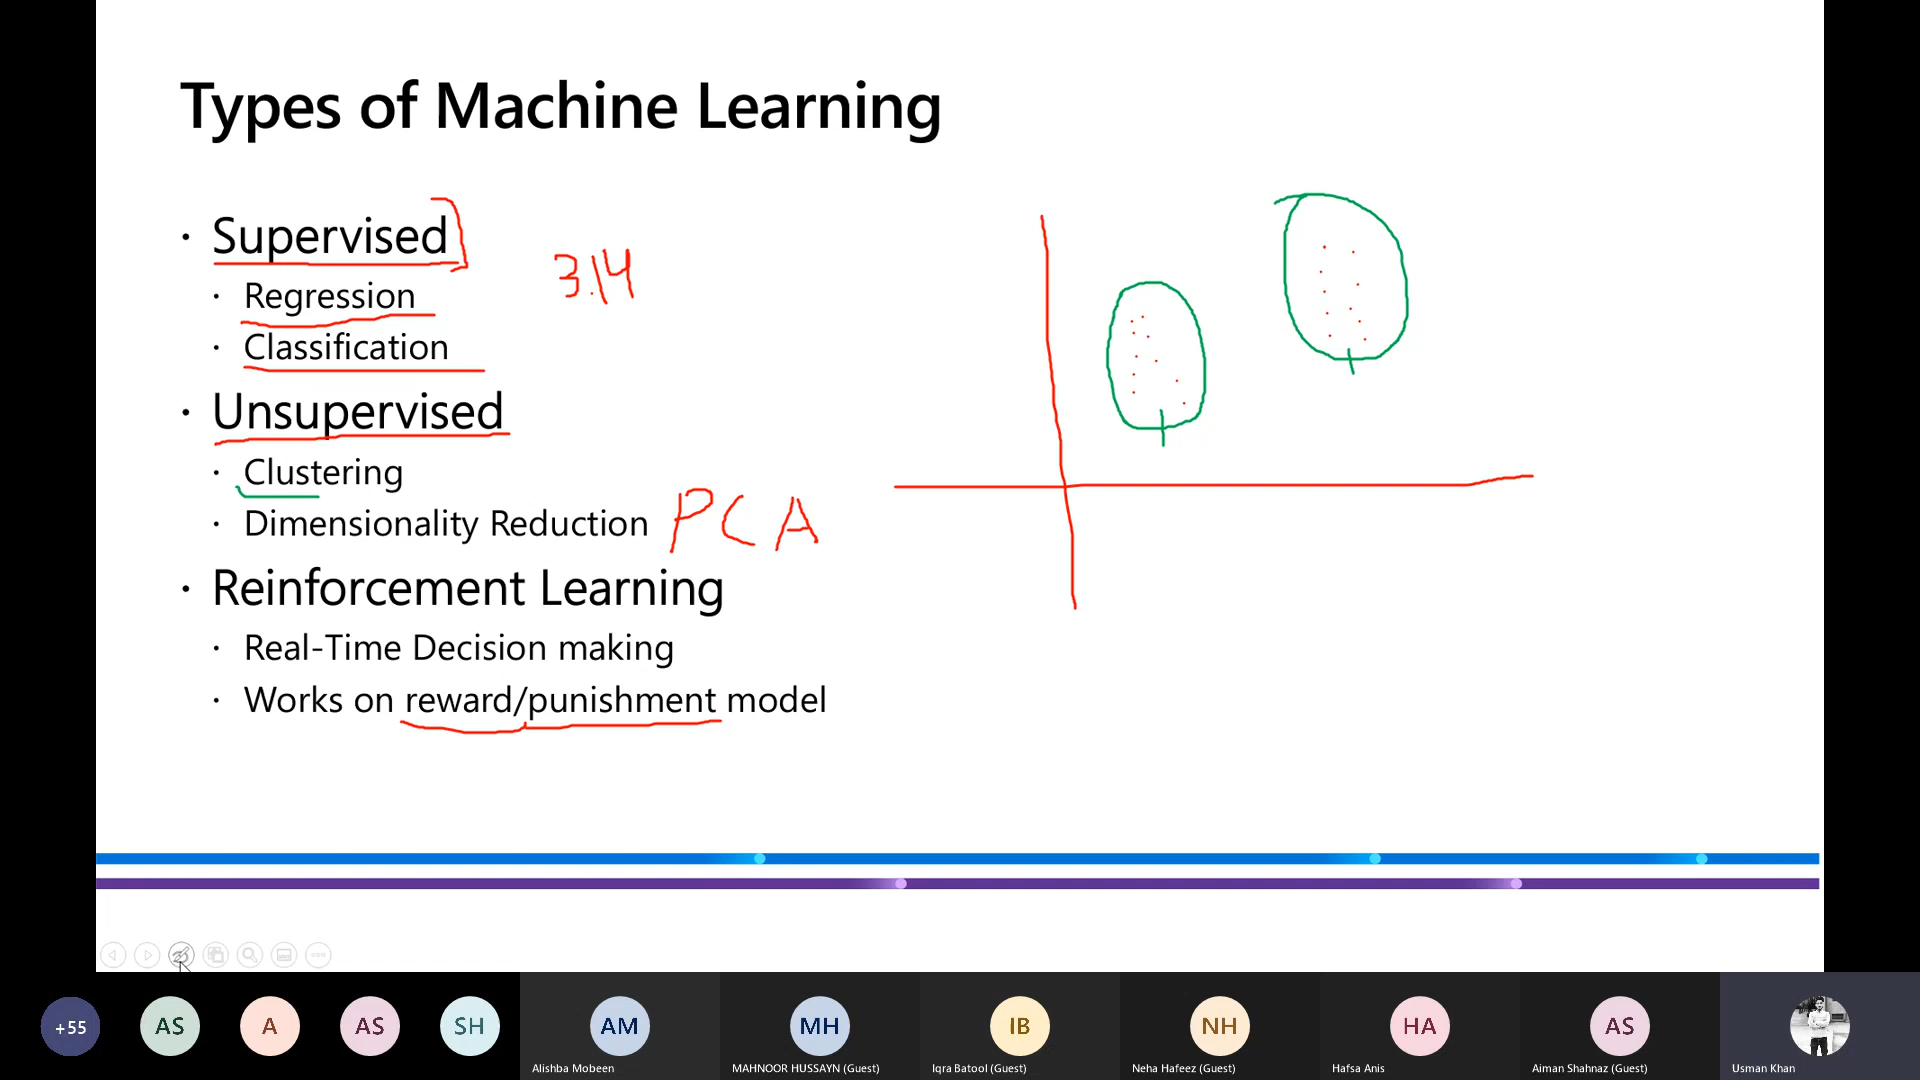 Types of Machine Learning
· Supervised
3.14
· Regression
· Classification
· Unsupervised
· Clustering
· Dimensionality Reduction PCA
· Reinforcement Learning
· Real-Time Decision making
· Works on reward/punishment model
+55 AS A AS SH AM MH IB NH HA AS
Alishba Mobeen MAHNOOR HUSSAYN (Guest) Iqra Batool (Guest) Neha Hafeez (Guest) Hafsa Anis Aiman Shahnaz (Guest) Usman Khan